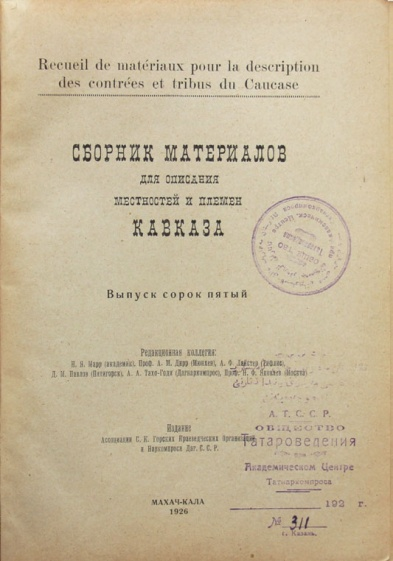 Recueil de matériaux pour la description
des contrées et tribus du Caucase
СБОРНИК МАТЕРИАЛОВ
ДЛЯ ОПИСАНИЯ
МЕСТНОСТЕЙ И ПЛЕМЕН
КАВКАЗА
Выпуск сорок пятый
Редакционная коллегия:
Н. Я. Марр (академик), Проф. А. М. Дирр (Мюнхен), А. Ф. Ляйстер (Тифлис),
Д. М. Павлов (Пятигорск), А. А. Тахо-Годи (Дагнаркомпрос), Проф. Н. Ф. Яковлев (Москва)
А. Т. С. С. Р.
ОБЩЕСТВО
Татароведения
Академическом Центре
Татнаркомпроса
Издание
Ассоциации С. К. Горских Краеведческих Организаций
и Наркомпроса Даг. С. С. Р.
192 г.
№ 311
г. Казань.
МАХАЧ-КАЛА
1926